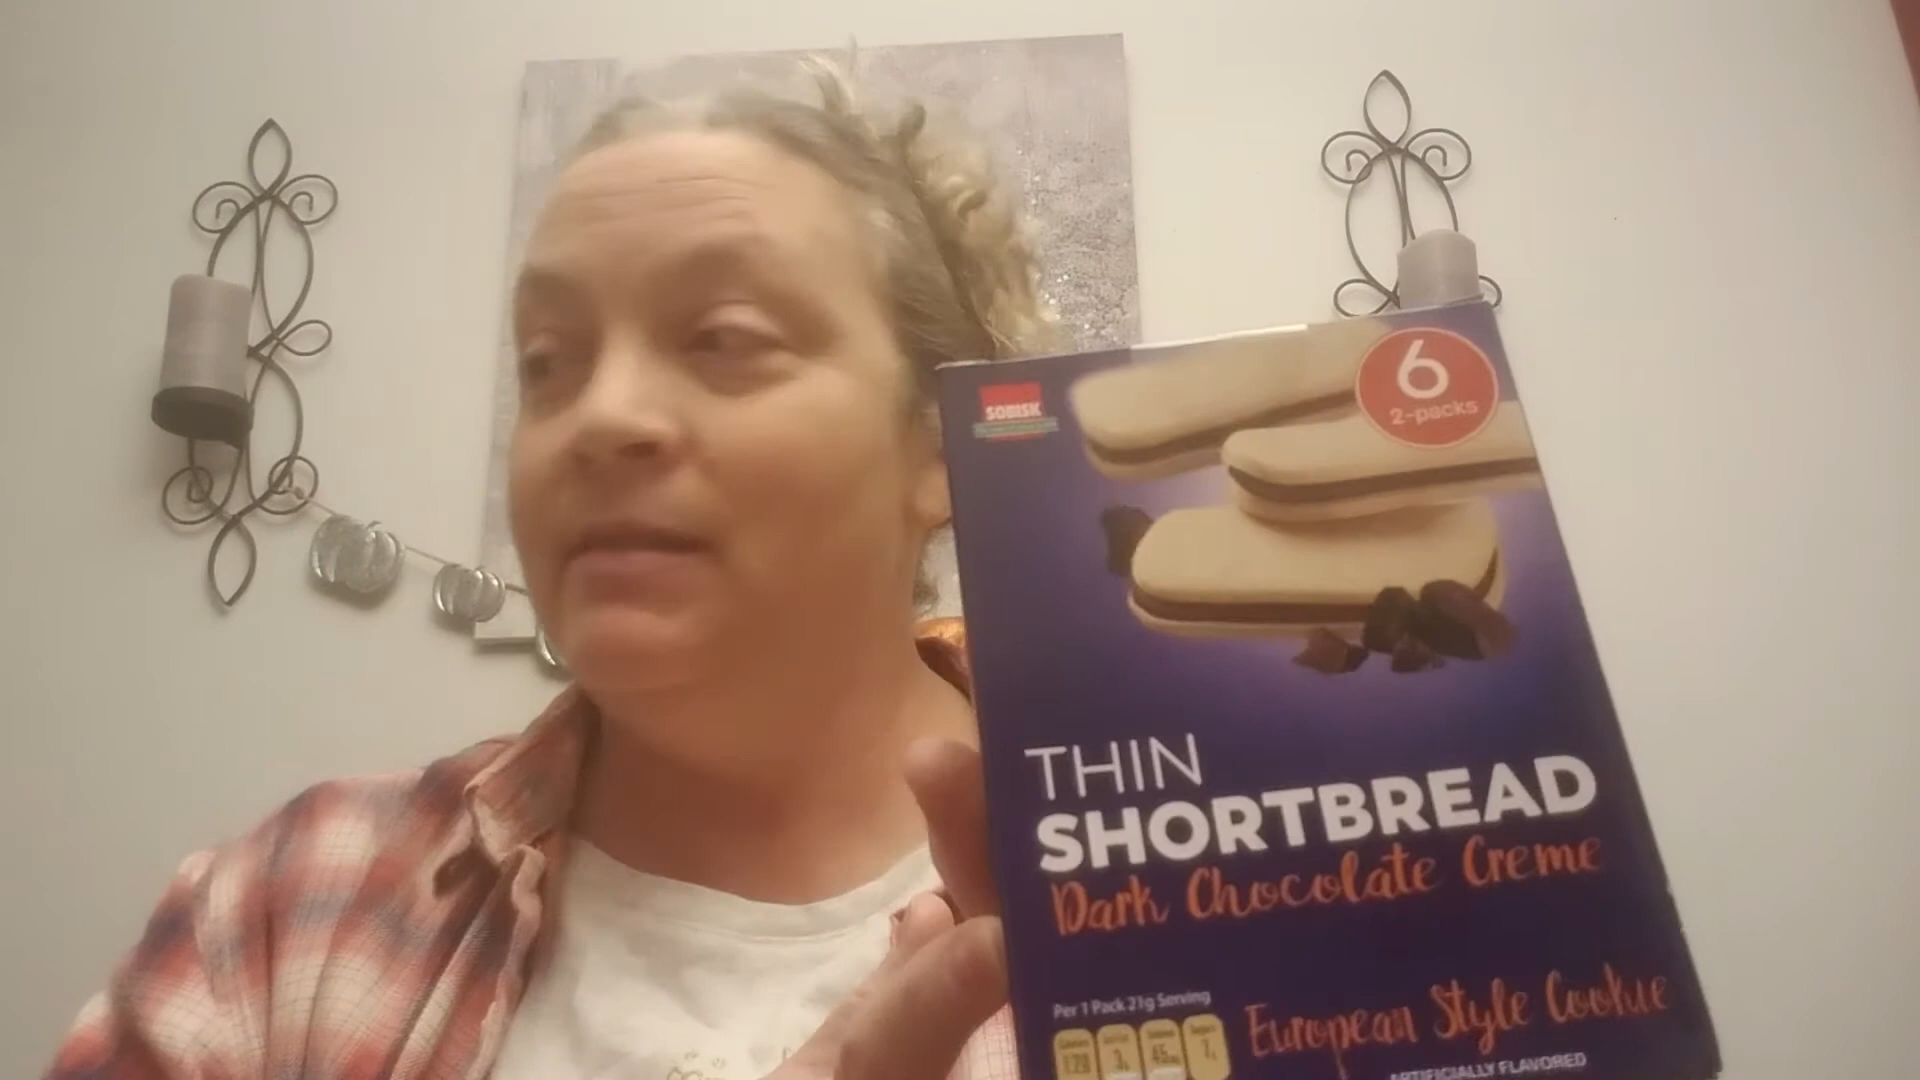 SOBISK
6
2-packs
THIN
SHORTBREAD
Dark Chocolate Creme
Per 1 Pack 21g Serving
European Style Cookie
ARTIFICIALLY FLAVORED